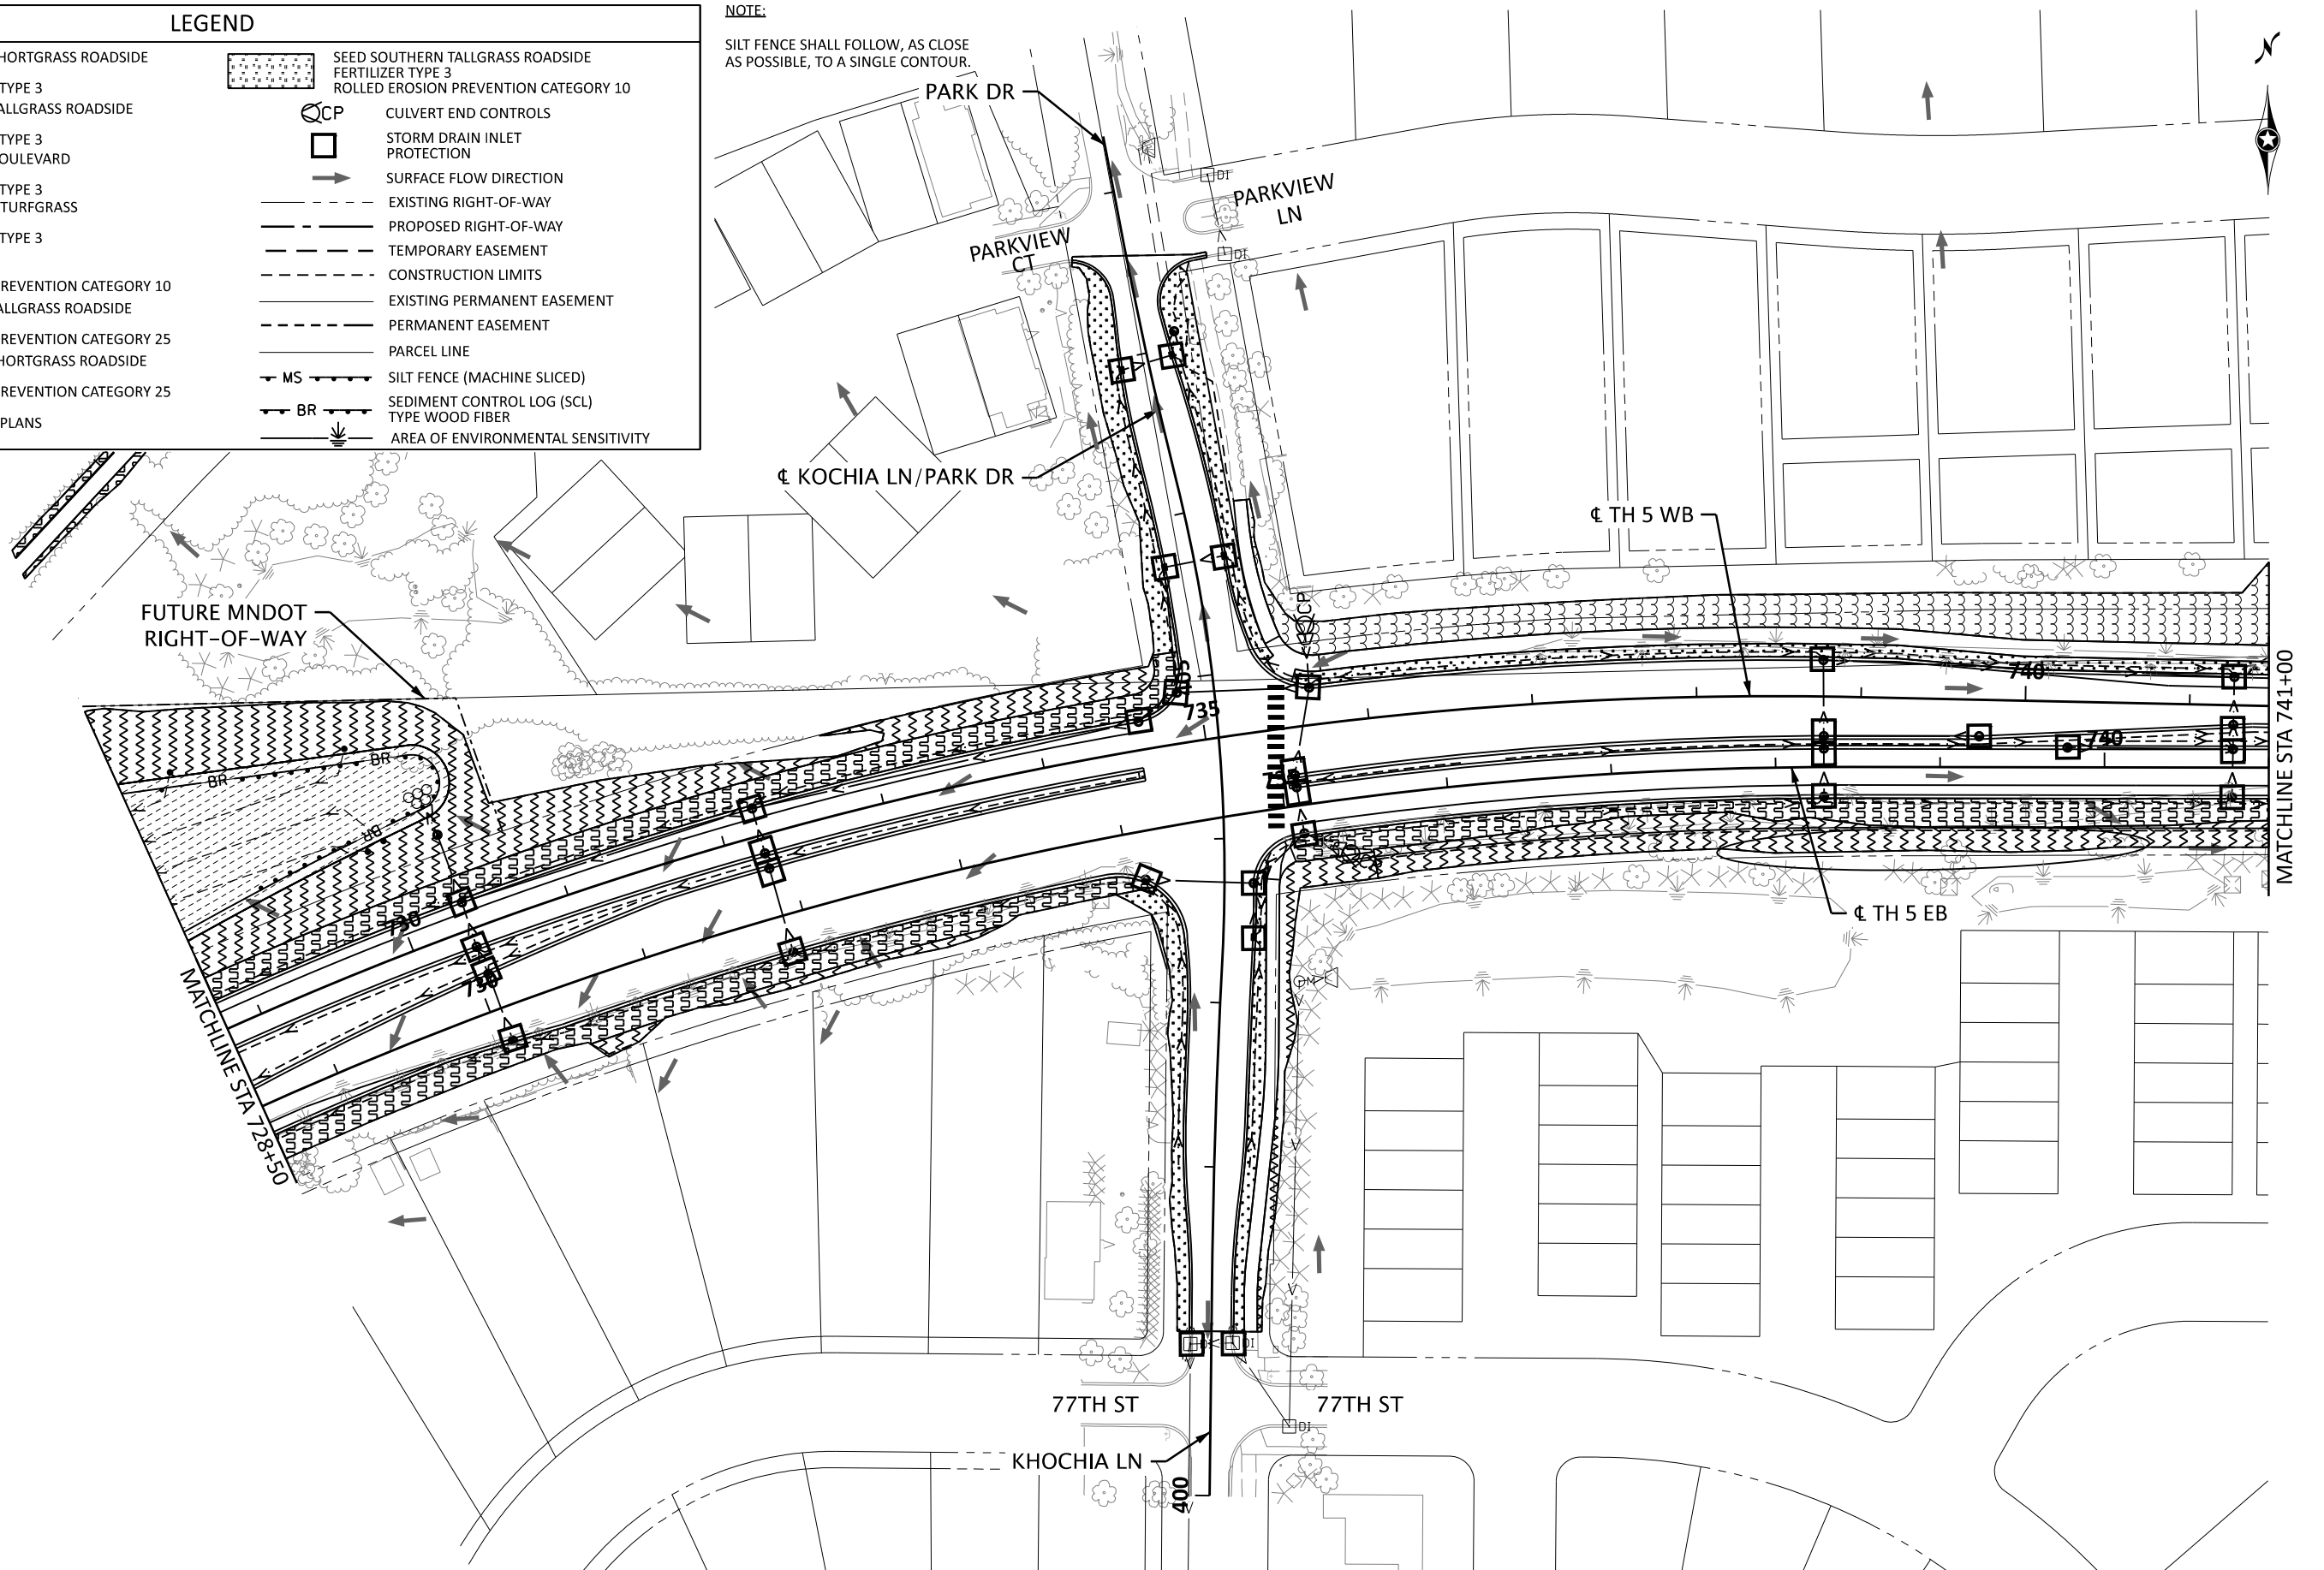 LEGEND
HORTGRASS ROADSIDE
TYPE 3
ALLGRASS ROADSIDE
TYPE 3
OULEVARD
TYPE 3
TURFGRASS
TYPE 3
REVENTION CATEGORY 10
ALLGRASS ROADSIDE
REVENTION CATEGORY 25
HORTGRASS ROADSIDE
REVENTION CATEGORY 25
PLANS
SEED SOUTHERN TALLGRASS ROADSIDE
FERTILIZER TYPE 3
ROLLED EROSION PREVENTION CATEGORY 10
CP CULVERT END CONTROLS
STORM DRAIN INLET
PROTECTION
SURFACE FLOW DIRECTION
EXISTING RIGHT-OF-WAY
PROPOSED RIGHT-OF-WAY
TEMPORARY EASEMENT
CONSTRUCTION LIMITS
EXISTING PERMANENT EASEMENT
PERMANENT EASEMENT
PARCEL LINE
MS SILT FENCE (MACHINE SLICED)
BR SEDIMENT CONTROL LOG (SCL)
TYPE WOOD FIBER
AREA OF ENVIRONMENTAL SENSITIVITY
NOTE:
SILT FENCE SHALL FOLLOW, AS CLOSE
AS POSSIBLE, TO A SINGLE CONTOUR.
N
PARK DR
DI
PARKVIEW
LN
PARKVIEW
CT
DI
℄ KOCHIA LN/PARK DR
℄ TH 5 WB
FUTURE MNDOT
RIGHT-OF-WAY
CP
405
735
740
740
MATCHLINE STA 741+00
BR
BR
BR
730
730
℄ TH 5 EB
MATCHLINE STA 728+50
DI
77TH ST
77TH ST
DI
KHOCHIA LN
400